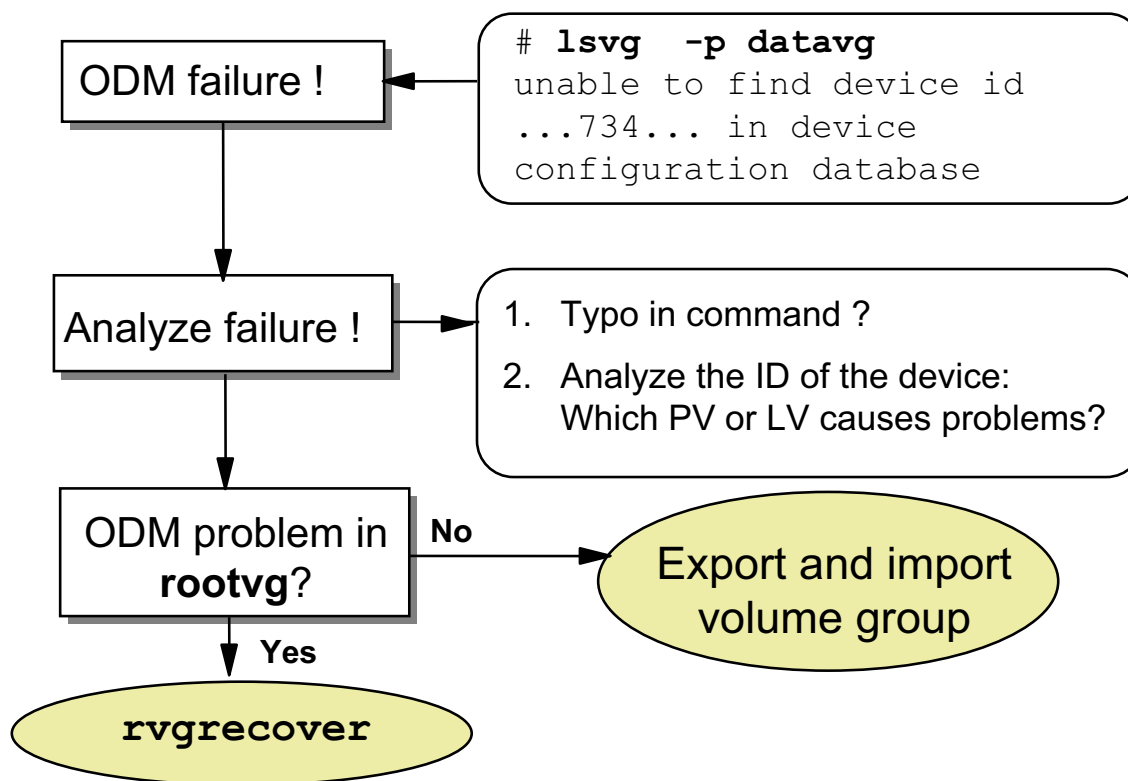 ODM failure !
# lsvg -p datavg
unable to find device id
...734... in device
configuration database
Analyze failure !
1. Typo in command ?
2. Analyze the ID of the device:
Which PV or LV causes problems?
ODM problem in
rootvg?
No
Export and import
volume group
Yes
rvgrecover